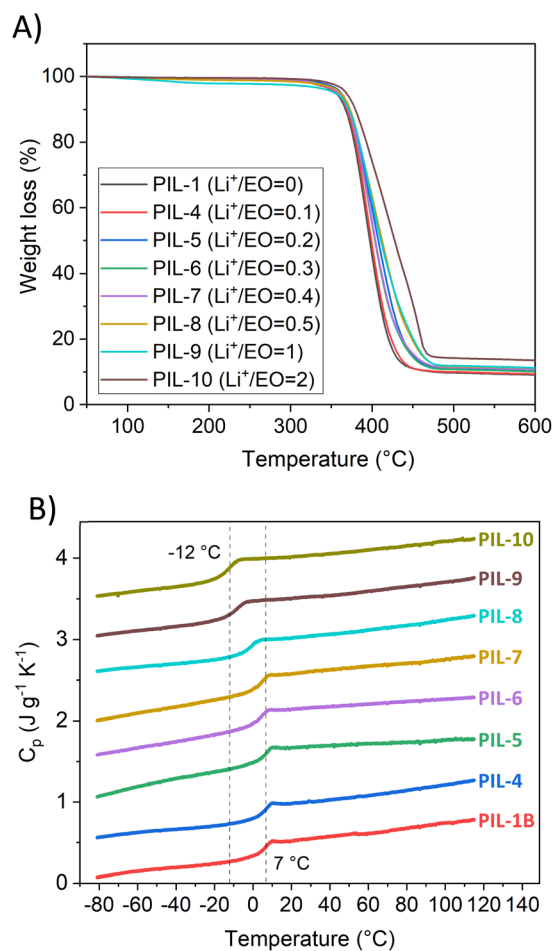 A)
100
80
60
40
20
0
Weight loss (%)
PIL-1 (Li⁺/EO=0)
PIL-4 (Li⁺/EO=0.1)
PIL-5 (Li⁺/EO=0.2)
PIL-6 (Li⁺/EO=0.3)
PIL-7 (Li⁺/EO=0.4)
PIL-8 (Li⁺/EO=0.5)
PIL-9 (Li⁺/EO=1)
PIL-10 (Li⁺/EO=2)
100 200 300 400 500 600
Temperature (°C)
B)
4
3
2
1
0
Cₚ (J g⁻¹ K⁻¹)
-12 °C
PIL-10
PIL-9
PIL-8
PIL-7
PIL-6
PIL-5
PIL-4
PIL-1B
7 °C
-80 -60 -40 -20 0 20 40 60 80 100 120 140
Temperature (°C)